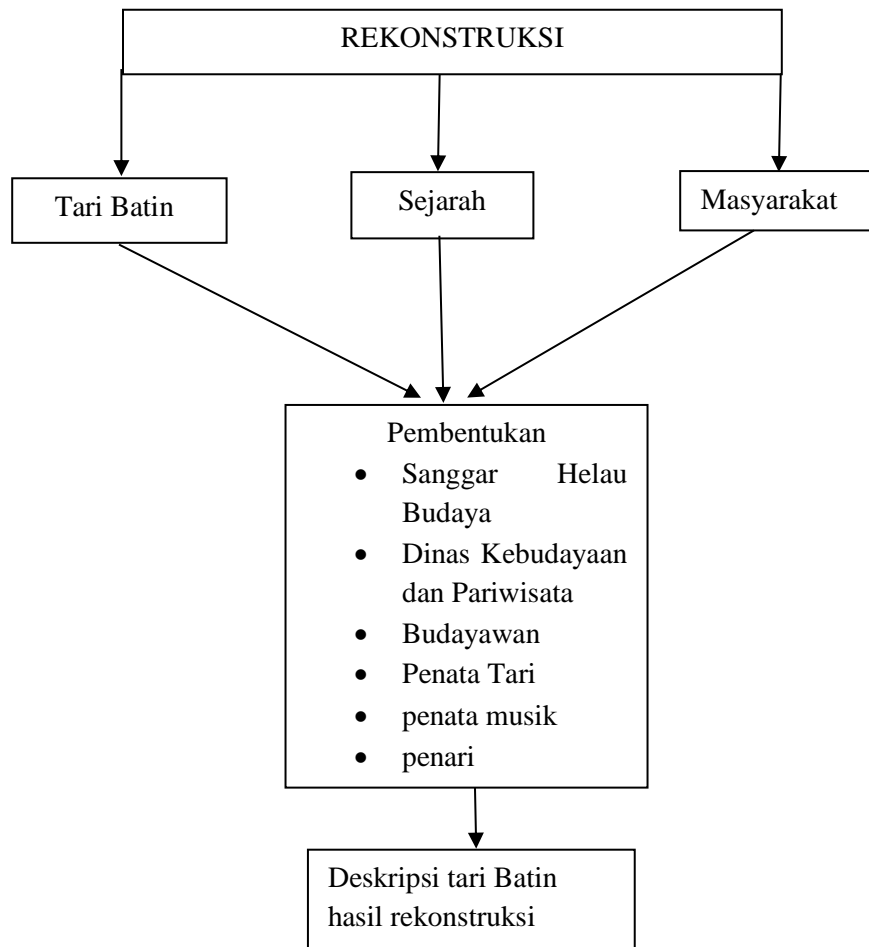 REKONSTRUKSI
Tari Batin
Sejarah
Masyarakat
Pembentukan
• Sanggar Helau
Budaya
• Dinas Kebudayaan
dan Pariwisata
• Budayawan
• Penata Tari
• penata musik
• penari
Deskripsi tari Batin
hasil rekonstruksi